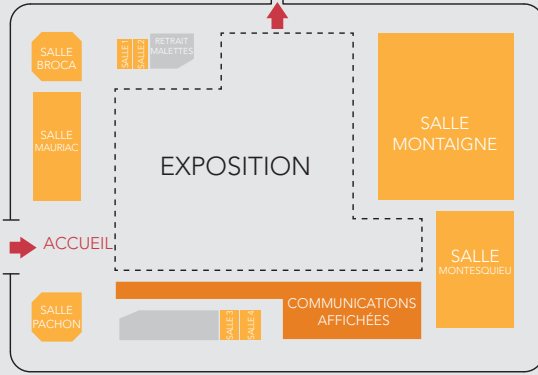 SALLE
BROCA
SALLE 1
SALLE 2
RETRAIT
MALETTES
SALLE
MAURIAC
SALLE
MONTAIGNE
EXPOSITION
ACCUEIL
SALLE
MONTESQUIEU
SALLE
PACHON
SALLE 3
SALLE 4
COMMUNICATIONS
AFFICHÉES